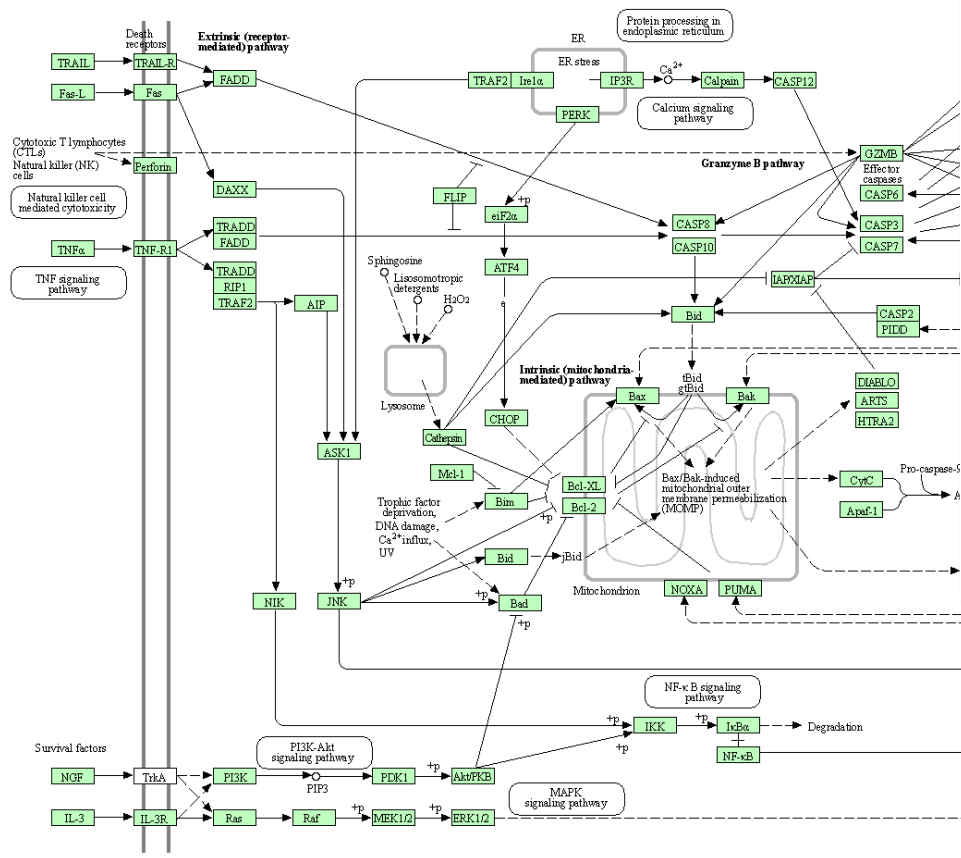 Protein processing in
endoplasmic reticulum
ER
Death
receptors
Extrinsic (receptor-
mediated) pathway
TRAIL
TRAIL-R
FADD
ER stress
TRAF2
Ire1α
IP3R
Ca2+
Calpain
CASP12
Fas-L
Fas
Calcium signaling
pathway
PERK
Cytotoxic T lymphocytes
(CTLs)
Natural killer (NK)
cells
Perforin
Granzyme B pathway
GZMB
Effector
caspases
CASP6
Natural killer cell
mediated cytotoxicity
DAXX
FLIP
+p
eiF2α
CASP8
CASP3
TRADD
FADD
TNFα
TNF-R1
CASP10
CASP7
TNF signaling
pathway
TRADD
RIP1
TRAF2
AIP
Sphingosine
Lisosomotropic
detergents
H2O2
ATF4
e
IAP/XIAP
Bid
CASP2
PIDD
Lysosome
Intrinsic (mitochondria-
mediated) pathway
tBid
gtBid
Bax
Bak
DIABLO
ARTS
HTRA2
CHOP
Cathepsin
ASK1
Mcl-1
Bim
Bcl-XL
Bcl-2
+p
Bax/Bak-induced
mitochondrial outer
membrane permeabilization
(MOMP)
CytC
Pro-caspase-9
Apaf-1
A
Trophic factor
deprivation,
DNA damage,
Ca2+ influx,
UV
Bid
jBid
+p
NIK
JNK
+p
Bad
+p
Mitochondrion
NOXA
PUMA
NF-κB signaling
pathway
+p
IKK
+p
IκBα
Degradation
+p
NF-κB
Survival factors
PI3K-Akt
signaling pathway
NGF
TrkA
PI3K
PIP3
PDK1
+p
Akt/PKB
MAPK
signaling pathway
IL-3
IL-3R
Ras
Raf
+p
MEK1/2
+p
ERK1/2